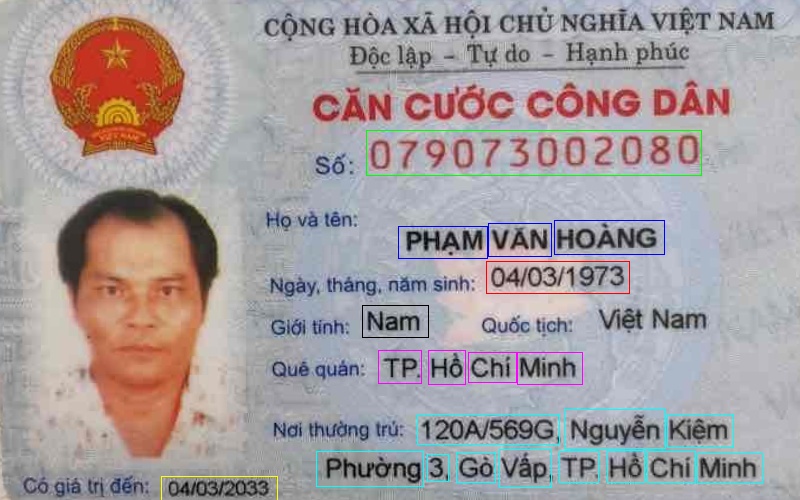 CỘNG HÒA XÃ HỘI CHỦ NGHĨA VIỆT NAM
Độc lập - Tự do - Hạnh phúc
CĂN CƯỚC CÔNG DÂN
Số: 079073002080
Họ và tên:
PHẠM VĂN HOÀNG
Ngày, tháng, năm sinh: 04/03/1973
Giới tính: Nam Quốc tịch: Việt Nam
Quê quán: TP. Hồ Chí Minh
Nơi thường trú: 120A/569G, Nguyễn Kiệm
Phường 3, Gò Vấp, TP. Hồ Chí Minh
Có giá trị đến: 04/03/2033